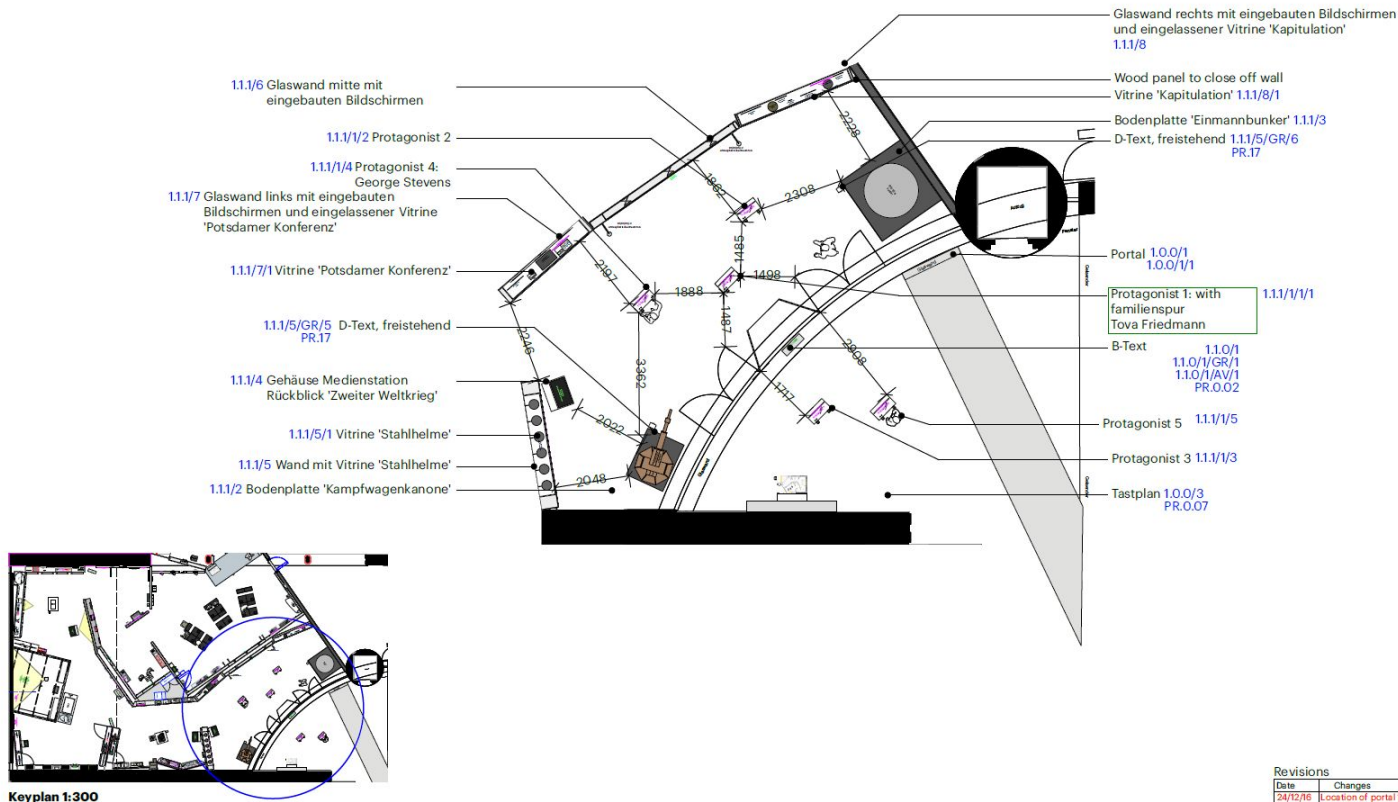 Glaswand rechts mit eingebauten Bildschirmen
und eingelassener Vitrine 'Kapitulation'
1.1.1/8
Wood panel to close off wall
Vitrine 'Kapitulation' 1.1.1/8/1
Bodenplatte 'Einmannbunker' 1.1.1/3
D-Text, freistehend 1.1.1/5/GR/6
PR.17
1.1.1/6 Glaswand mitte mit
eingebauten Bildschirmen
1.1.1/1/2 Protagonist 2
1.1.1/1/4 Protagonist 4:
George Stevens
1.1.1/7 Glaswand links mit eingebauten
Bildschirmen und eingelassener Vitrine
'Potsdamer Konferenz'
1.1.1/7/1 Vitrine 'Potsdamer Konferenz'
1.1.1/5/GR/5 D-Text, freistehend
PR.17
1.1.1/4 Gehäuse Medienstation
Rückblick 'Zweiter Weltkrieg'
1.1.1/5/1 Vitrine 'Stahlhelme'
1.1.1/5 Wand mit Vitrine 'Stahlhelme'
1.1.1/2 Bodenplatte 'Kampfwagenkanone'
2228
1862
2308
1485
2197
1888
1498
1487
2246
3362
2908
1717
2022
2048
Portal 1.0.0/1
1.0.0/1/1
Protagonist 1: with 1.1.1/1/1/1
familienspur
Tova Friedmann
B-Text 1.1.0/1
1.1.0/1/GR/1
1.1.0/1/AV/1
PR.0.02
Protagonist 5 1.1.1/1/5
Protagonist 3 1.1.1/1/3
Tastplan 1.0.0/3
PR.0.07
Keyplan 1:300
Revisions
Date Changes
24/12/16 Location of portal